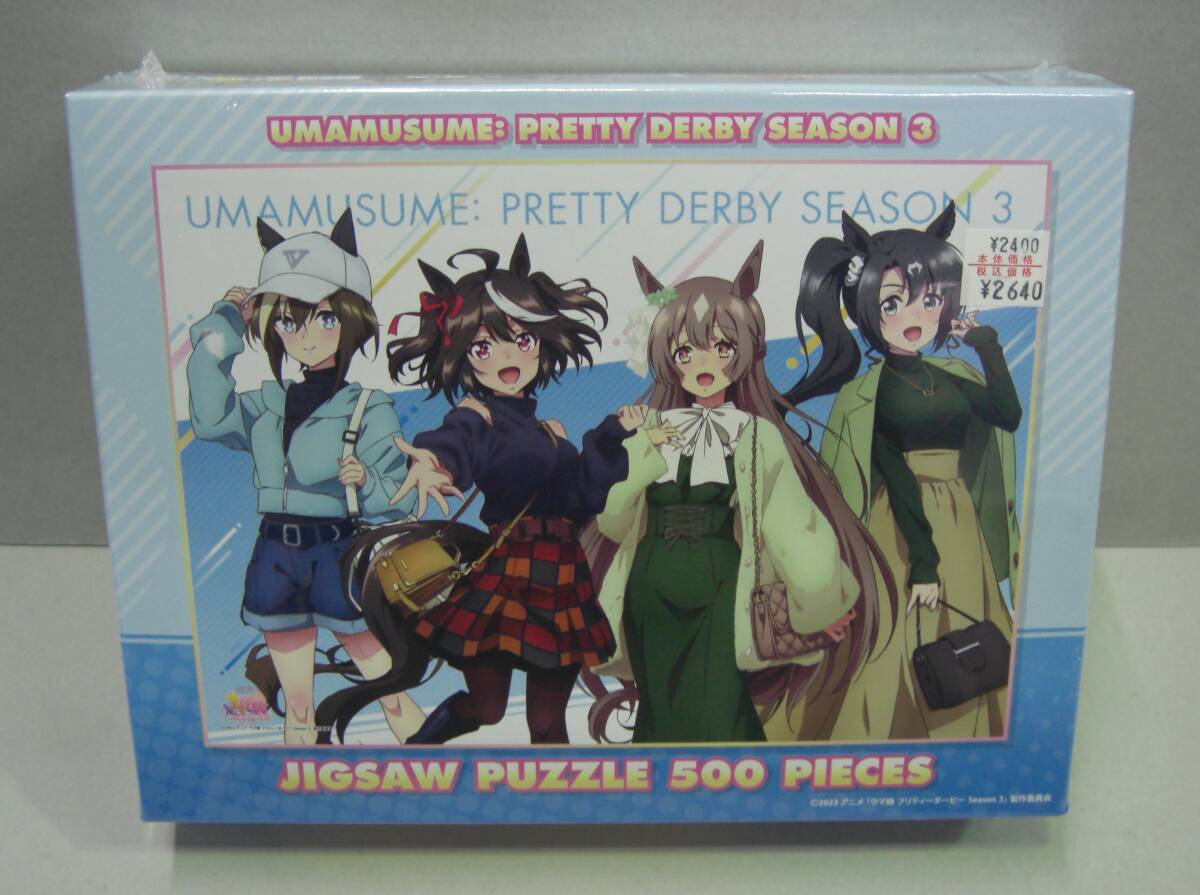 UMAMUSUME: PRETTY DERBY SEASON 3
UMAMUSUME: PRETTY DERBY SEASON 3
¥2400
本体価格
税込価格
¥2640
JIGSAW PUZZLE 500 PIECES
©2023 アニメ「ウマ娘 プリティーダービー Season 3」製作委員会